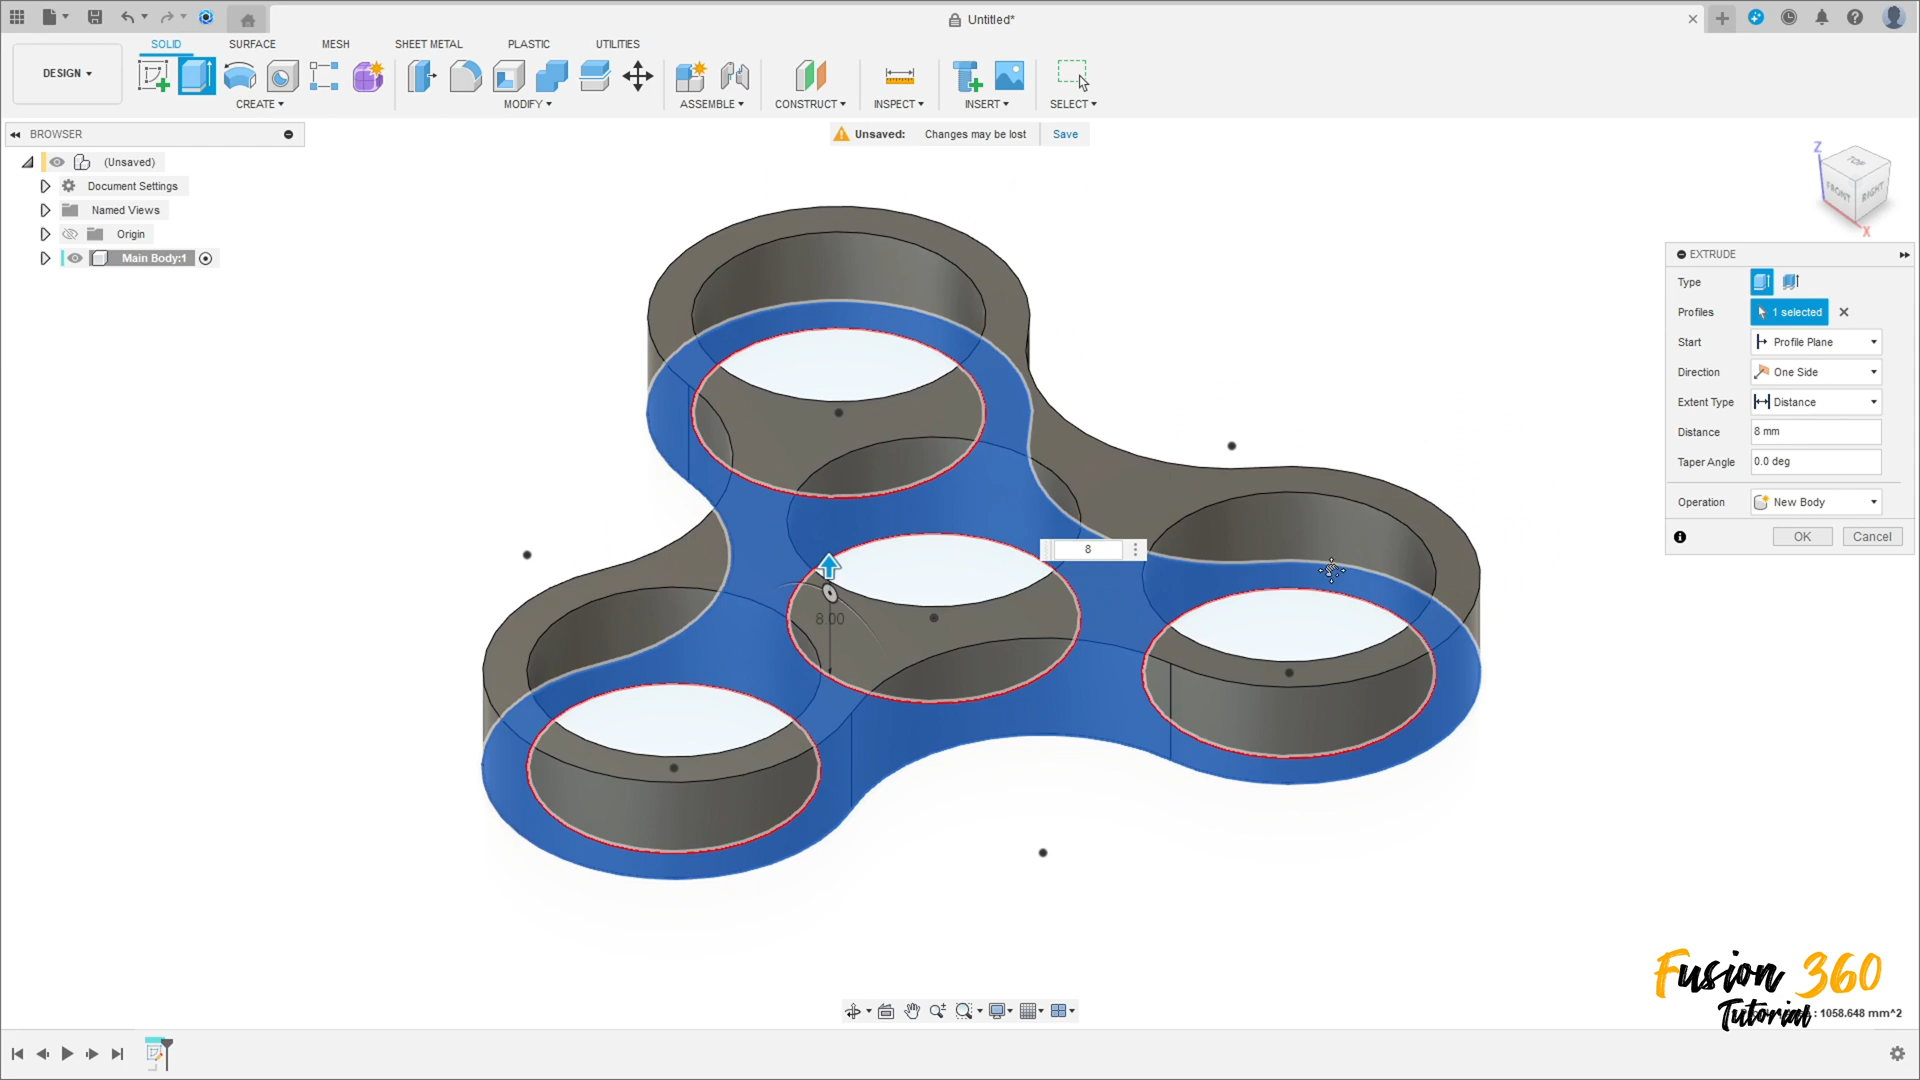 Untitled*
SOLID
SURFACE
MESH
SHEET METAL
PLASTIC
UTILITIES
DESIGN
CREATE
MODIFY
ASSEMBLE
CONSTRUCT
INSPECT
INSERT
SELECT
BROWSER
Unsaved: Changes may be lost Save
(Unsaved)
Document Settings
Named Views
Origin
Main Body:1
Z
TOP
FRONT
RIGHT
X
EXTRUDE
Type
Profiles 1 selected
Start Profile Plane
Direction One Side
Extent Type Distance
Distance 8 mm
Taper Angle 0.0 deg
Operation New Body
OK Cancel
8
8.00
Fusion 360
Tutorial
: 1058.648 mm^2